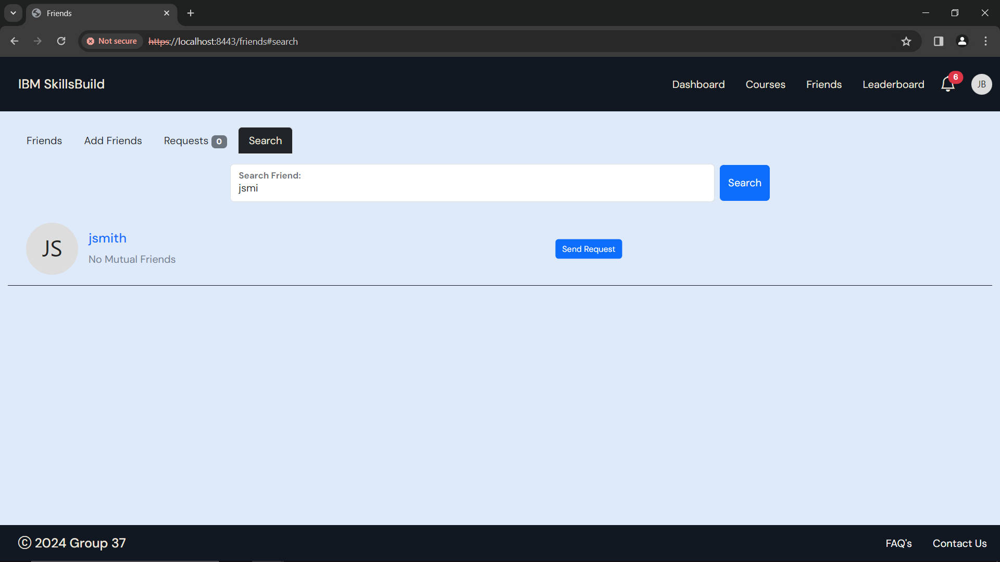 Friends
Not secure https://localhost:8443/friends#search
IBM SkillsBuild
Dashboard
Courses
Friends
Leaderboard
6
JB
Friends
Add Friends
Requests 0
Search
Search Friend:
jsmi
Search
JS
jsmith
No Mutual Friends
Send Request
© 2024 Group 37
FAQ's
Contact Us